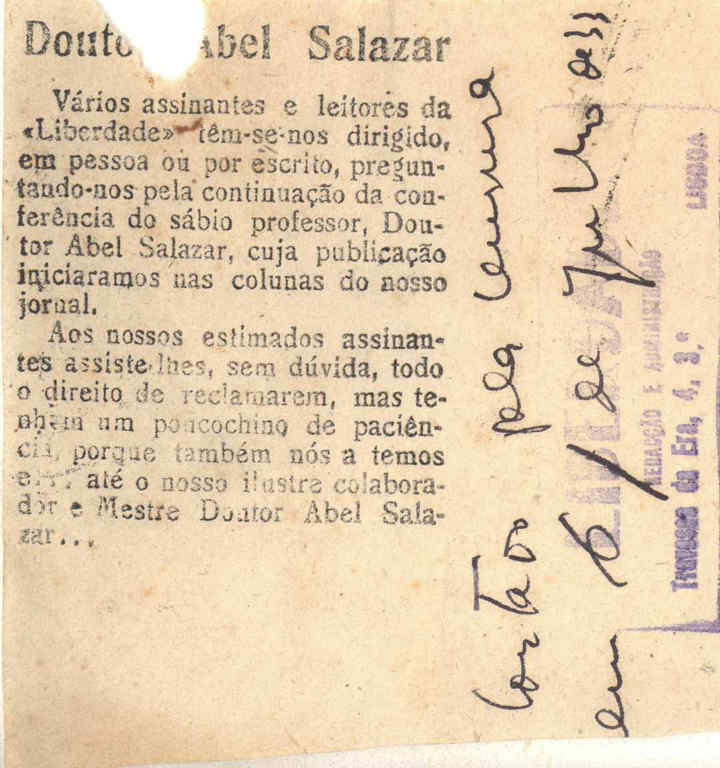 Doutor Abel Salazar
Vários assinantes e leitores da
«Liberdade» têm-se-nos dirigido,
em pessoa ou por escrito, pregun-
tando-nos pela continuação da con-
ferência do sábio professor, Dou-
tor Abel Salazar, cuja publicação
iniciaramos nas colunas do nosso
jornal.
Aos nossos estimados assinan-
tes assiste-lhes, sem dúvida, todo
o direito de reclamarem, mas te-
nham um poucochino de paciên-
cia, porque também nós a temos
até o nosso ilustre colabora-
dor e Mestre Doutor Abel Sala-
zar...
Cortado pela censura
em 6 de Julho de 33
LIBERDADE
REDACÇÃO E ADMINISTRAÇÃO
Travessa da Era, 4, 3.º
LISBOA